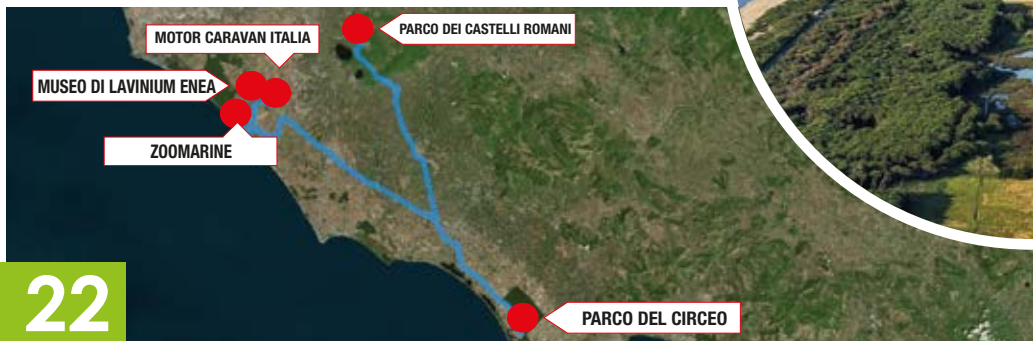 PARCO DEI CASTELLI ROMANI
MOTOR CARAVAN ITALIA
MUSEO DI LAVINIUM ENEA
ZOOMARINE
PARCO DEL CIRCEO
22